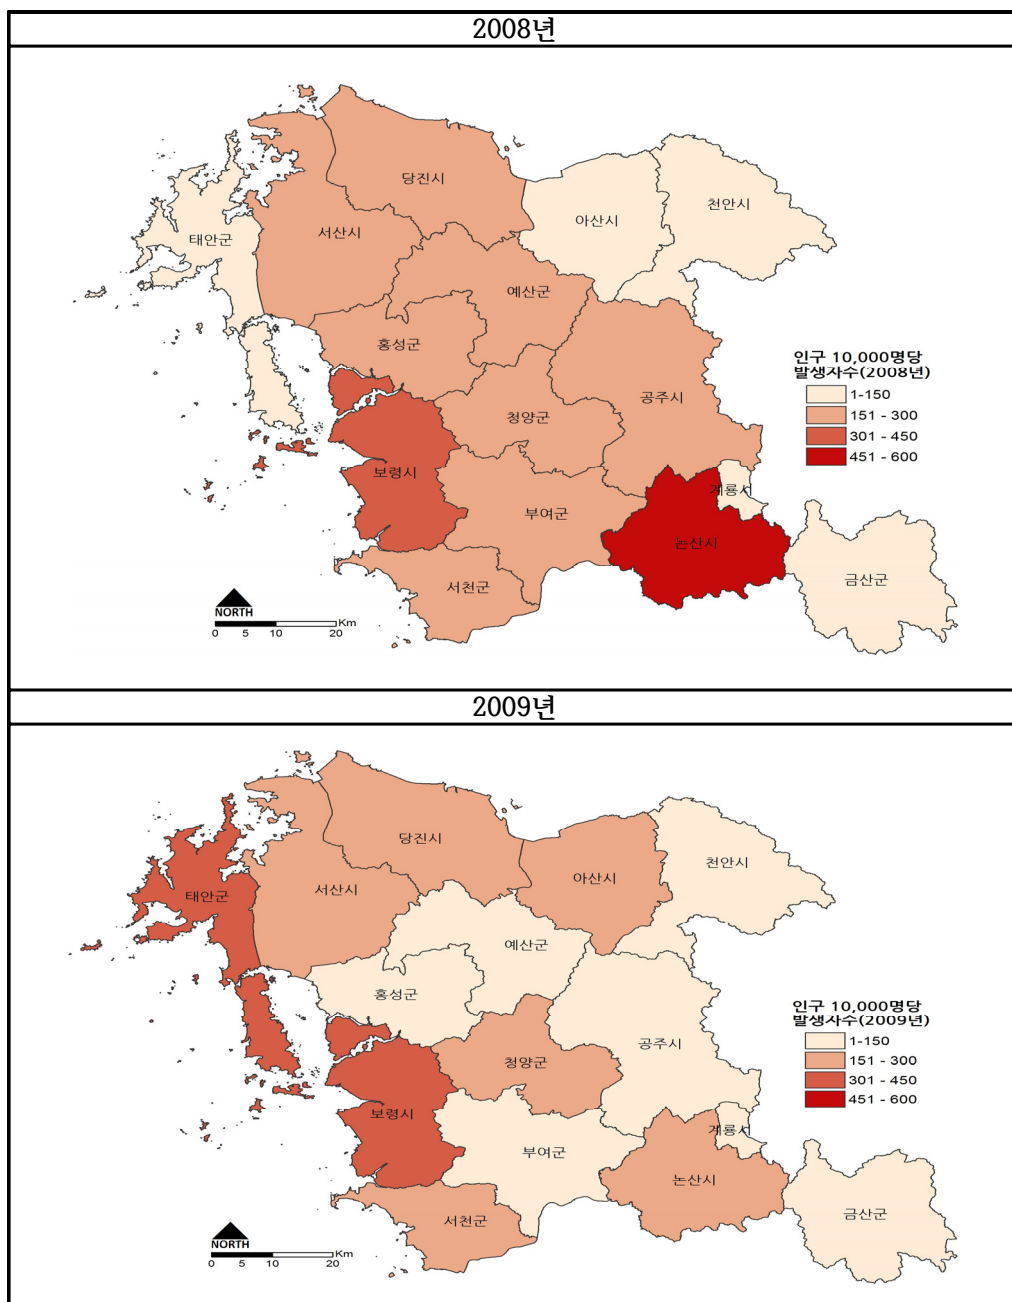 2008년
당진시
천안시
아산시
서산시
태안군
예산군
홍성군
인구 10,000명당
발생자수(2008년)
1-150
151 - 300
301 - 450
451 - 600
공주시
청양군
보령시
계룡시
부여군
논산시
금산군
서천군
NORTH
Km
0 5 10 20
2009년
당진시
천안시
아산시
서산시
태안군
예산군
홍성군
인구 10,000명당
발생자수(2009년)
1-150
151 - 300
301 - 450
451 - 600
공주시
청양군
보령시
계룡시
부여군
논산시
금산군
서천군
NORTH
Km
0 5 10 20